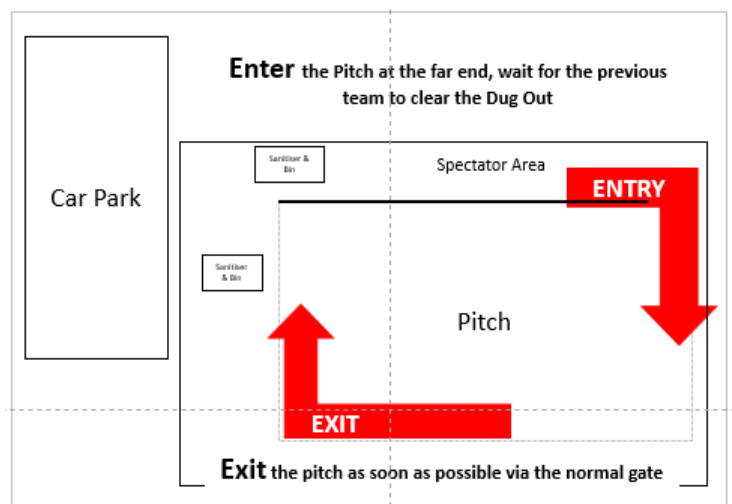 Enter the Pitch at the far end, wait for the previous
team to clear the Dug Out
Sanitiser &
Bin
Spectator Area
ENTRY
Car Park
Sanitiser
& Bin
Pitch
EXIT
Exit the pitch as soon as possible via the normal gate